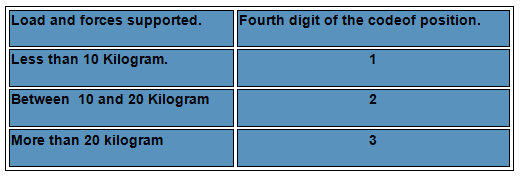 Load and forces supported. Fourth digit of the codeof position.
Less than 10 Kilogram. 1
Between  10 and 20 Kilogram 2
More than 20 kilogram 3